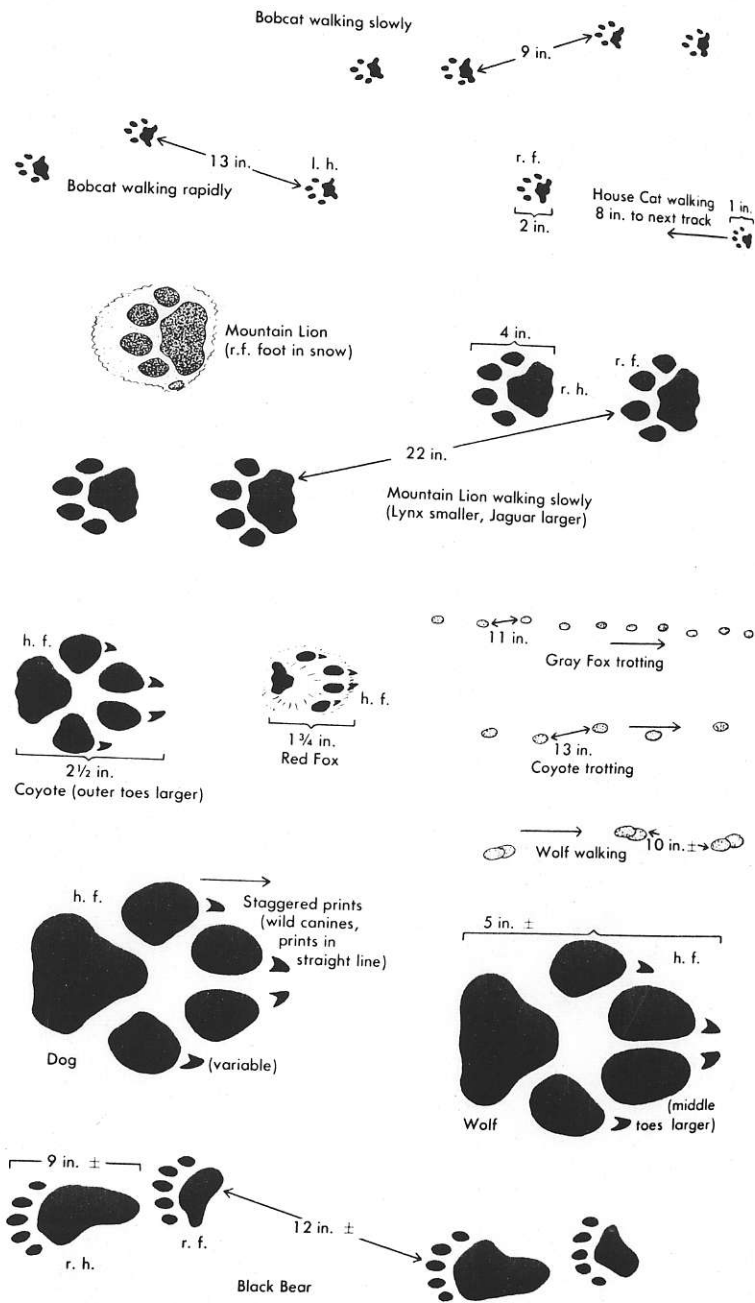 Bobcat walking slowly
9 in.
13 in.
l. h.
Bobcat walking rapidly
r. f.
2 in.
House Cat walking
8 in. to next track
1 in.
Mountain Lion
(r.f. foot in snow)
4 in.
r. h.
r. f.
22 in.
Mountain Lion walking slowly
(Lynx smaller, Jaguar larger)
h. f.
2½ in.
Coyote (outer toes larger)
h. f.
1¾ in.
Red Fox
11 in.
Gray Fox trotting
13 in.
Coyote trotting
10 in. ±
Wolf walking
h. f.
Staggered prints
(wild canines,
prints in
straight line)
Dog
(variable)
5 in. ±
h. f.
Wolf
(middle
toes larger)
9 in. ±
r. h.
r. f.
12 in. ±
Black Bear